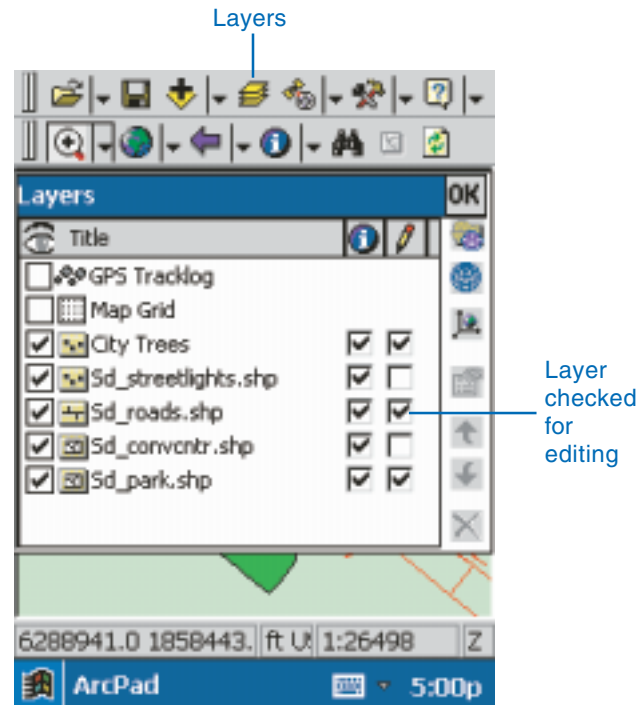 Layers
Layers OK
Title
GPS Tracklog
Map Grid
City Trees
Sd_streetlights.shp
Sd_roads.shp
Sd_convcntr.shp
Sd_park.shp
Layer
checked
for
editing
6288941.0 1858443. ft U 1:26498 Z
ArcPad 5:00p